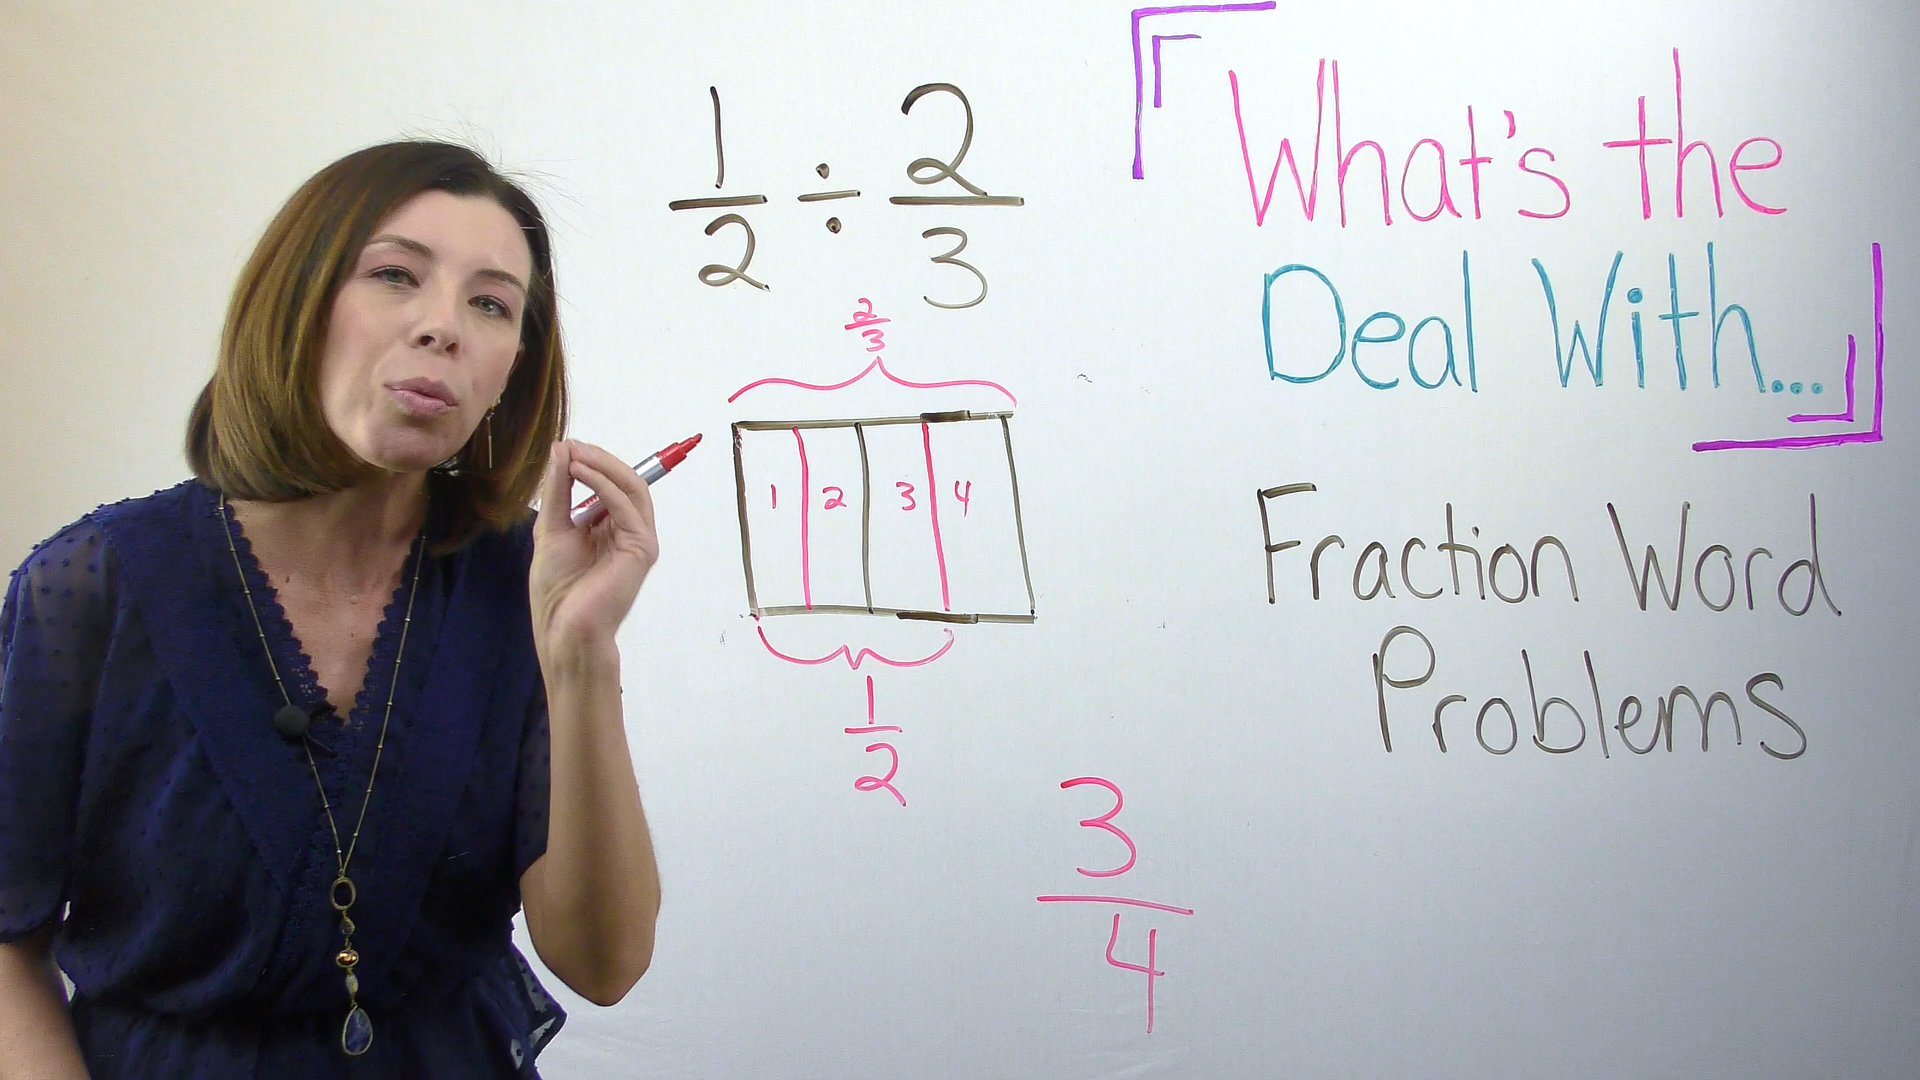 1/2 ÷ 2/3
2/3
1 2 3 4
1/2
3/4
What's the
Deal With...
Fraction Word
Problems